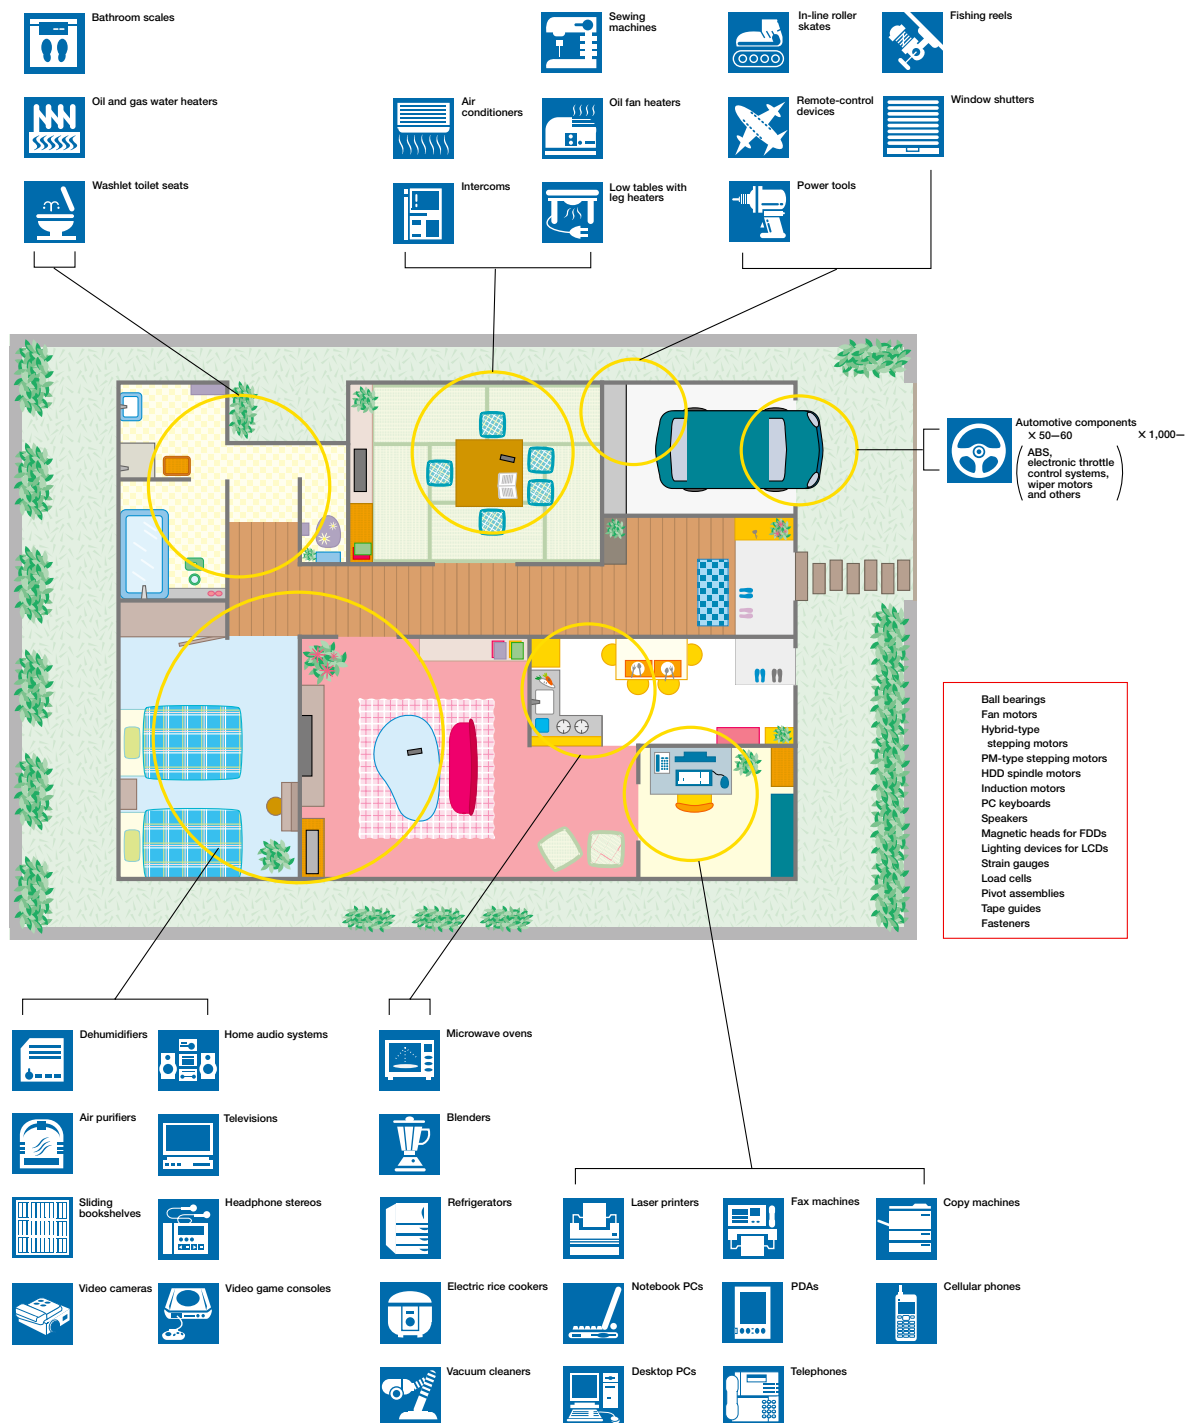 Bathroom scales
Oil and gas water heaters
Washlet toilet seats
Sewing
machines
Air
conditioners
Oil fan heaters
Intercoms
Low tables with
leg heaters
In-line roller
skates
Fishing reels
Remote-control
devices
Window shutters
Power tools
Automotive components
× 50—60 × 1,000—
ABS,
electronic throttle
control systems,
wiper motors
and others
Ball bearings
Fan motors
Hybrid-type
stepping motors
PM-type stepping motors
HDD spindle motors
Induction motors
PC keyboards
Speakers
Magnetic heads for FDDs
Lighting devices for LCDs
Strain gauges
Load cells
Pivot assemblies
Tape guides
Fasteners
Dehumidifiers
Home audio systems
Air purifiers
Televisions
Sliding
bookshelves
Headphone stereos
Video cameras
Video game consoles
Microwave ovens
Blenders
Refrigerators
Electric rice cookers
Vacuum cleaners
Laser printers
Fax machines
Copy machines
Notebook PCs
PDAs
Cellular phones
Desktop PCs
Telephones